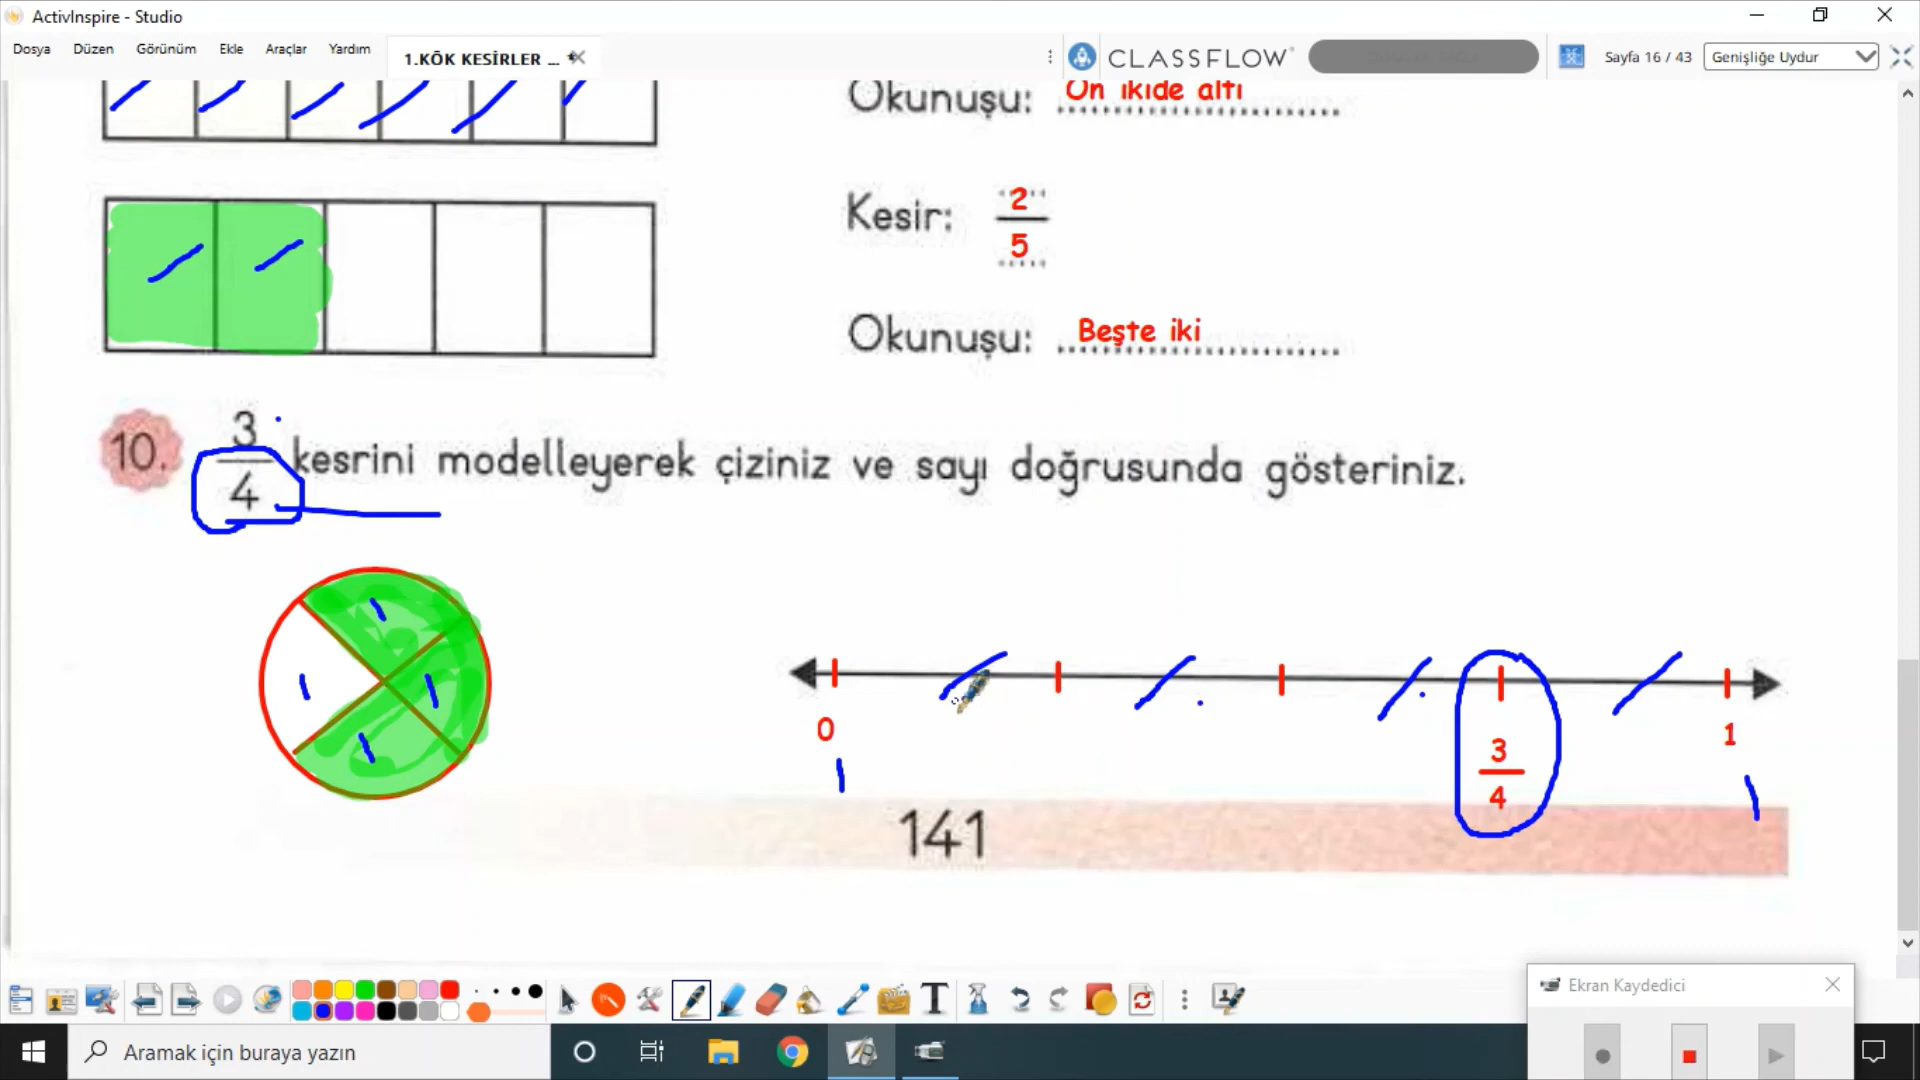 ActivInspire - Studio
Dosya Düzen Görünüm Ekle Araçlar Yardım
1.KÖK KESİRLER ...
CLASSFLOW
Sayfa 16 / 43
Genişliğe Uydur
Okunuşu: On ikide altı
Kesir: 2
5
Okunuşu: Beşte iki
10. 3
4
kesrini modelleyerek çiziniz ve sayı doğrusunda gösteriniz.
0
3
4
1
141
Ekran Kaydedici
Aramak için buraya yazın